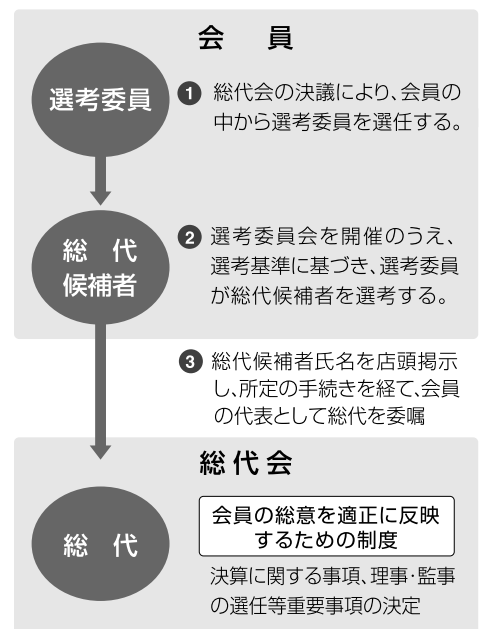 会 員
選考委員
❶ 総代会の決議により、会員の
中から選考委員を選任する。
総 代
候補者
❷ 選考委員会を開催のうえ、
選考基準に基づき、選考委員
が総代候補者を選考する。
❸ 総代候補者氏名を店頭掲示
し、所定の手続きを経て、会員
の代表として総代を委嘱
総代会
総 代
会員の総意を適正に反映
するための制度
決算に関する事項、理事・監事
の選任等重要事項の決定